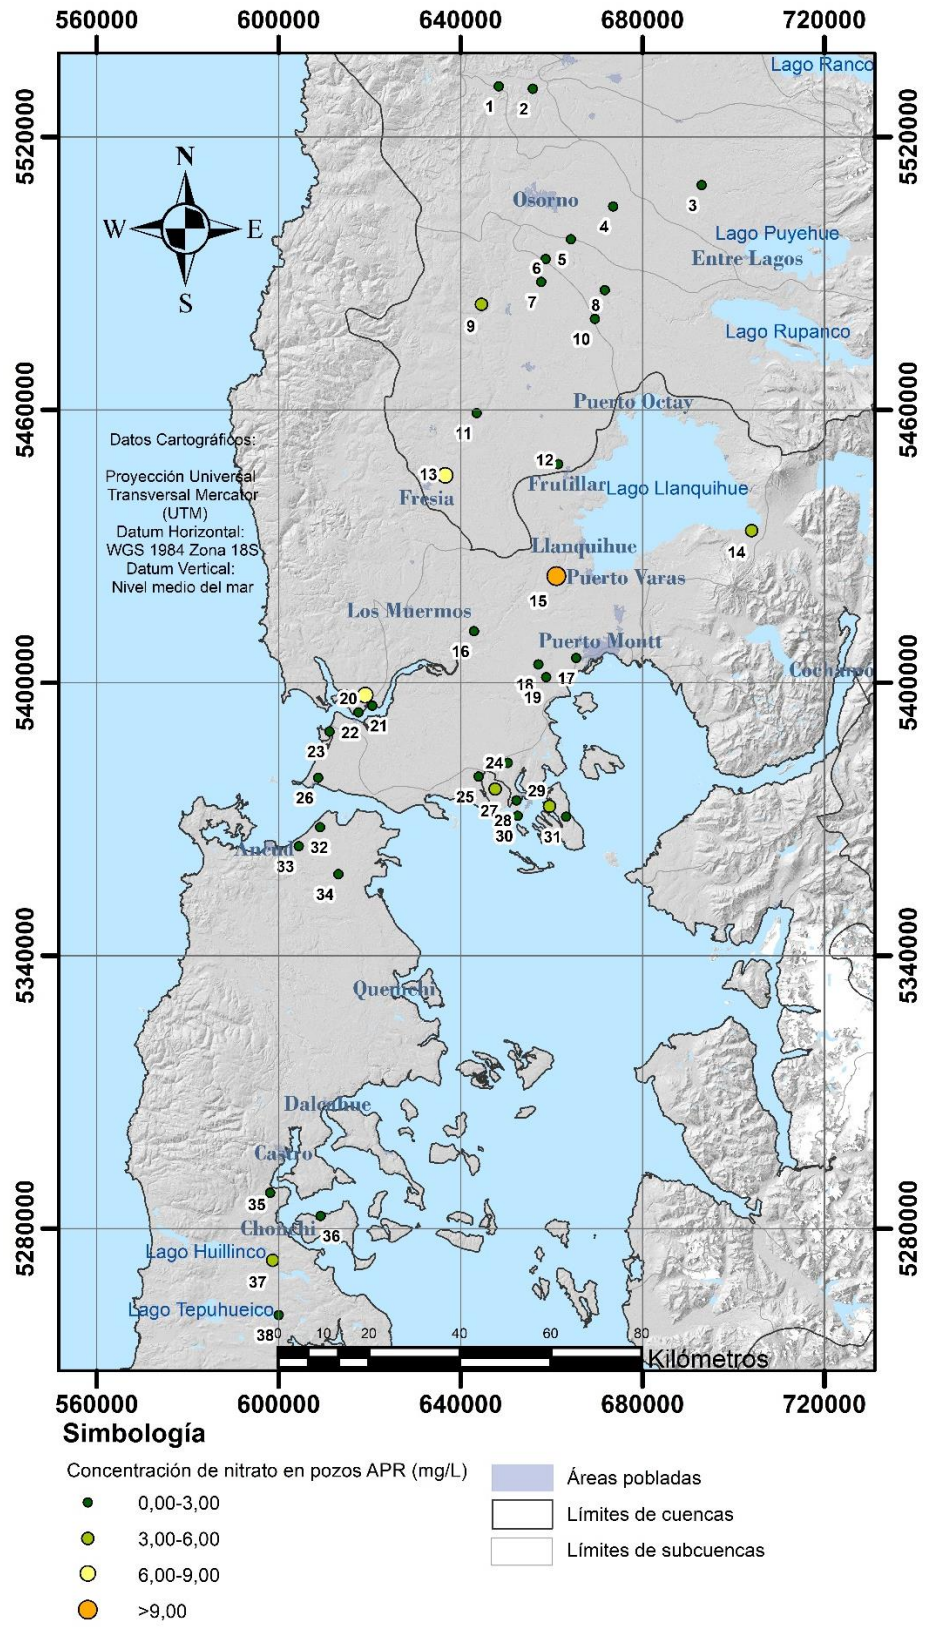 560000 600000 640000 680000 720000
Lago Ranco
1
2
5520000 5520000
N
W E
S
3
Osorno
4
Lago Puyehue
Entre Lagos
5
6
7
8
9
10
Lago Rupanco
5460000 5460000
Puerto Octay
11
Datos Cartográficos:
Proyección Universal
Transversal Mercator
(UTM)
Datum Horizontal:
WGS 1984 Zona 18S
Datum Vertical:
Nivel medio del mar
12
13
Fresia
Frutillar
Lago Llanquihue
14
Llanquihue
Puerto Varas
15
Los Muermos
16
Puerto Montt
Cochamó
17
18
19
5400000 5400000
20
21
22
23
24
25
26
27
28
29
30
31
32
Ancud
33
34
5340000 5340000
Quemchi
Dalcahue
Castro
35
Chonchi
36
5280000 5280000
Lago Huillinco
37
Lago Tepuhueico
38
0 10 20 40 60 80
Kilómetros
560000 600000 640000 680000 720000
Simbología
Concentración de nitrato en pozos APR (mg/L)
0,00-3,00
3,00-6,00
6,00-9,00
>9,00
Áreas pobladas
Límites de cuencas
Límites de subcuencas